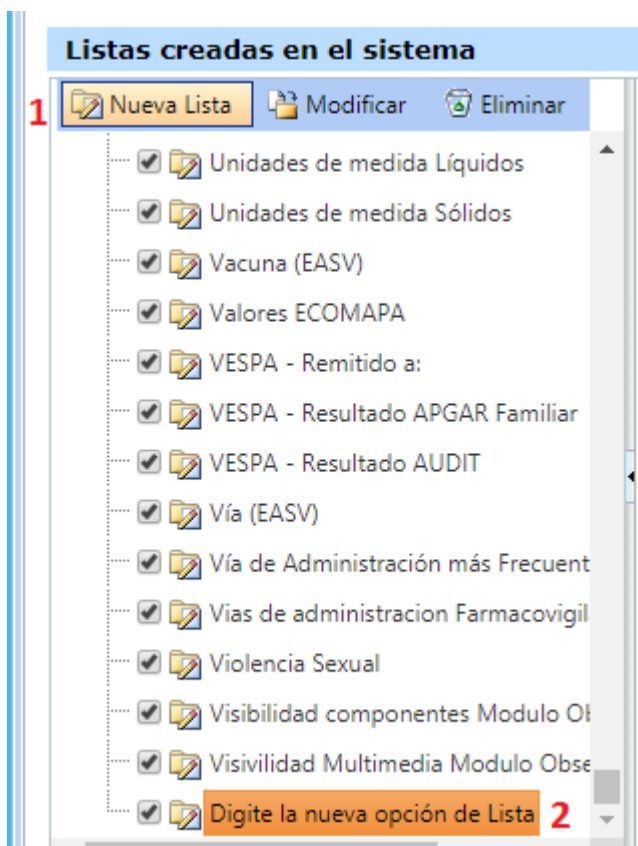 Listas creadas en el sistema
1 Nueva Lista Modificar Eliminar
Unidades de medida Líquidos
Unidades de medida Sólidos
Vacuna (EASV)
Valores ECOMAPA
VESPA - Remitido a:
VESPA - Resultado APGAR Familiar
VESPA - Resultado AUDIT
Vía (EASV)
Vía de Administración más Frecuent
Vias de administracion Farmacovigil
Violencia Sexual
Visibilidad componentes Modulo Ob
Visivilidad Multimedia Modulo Obse
Digite la nueva opción de Lista 2